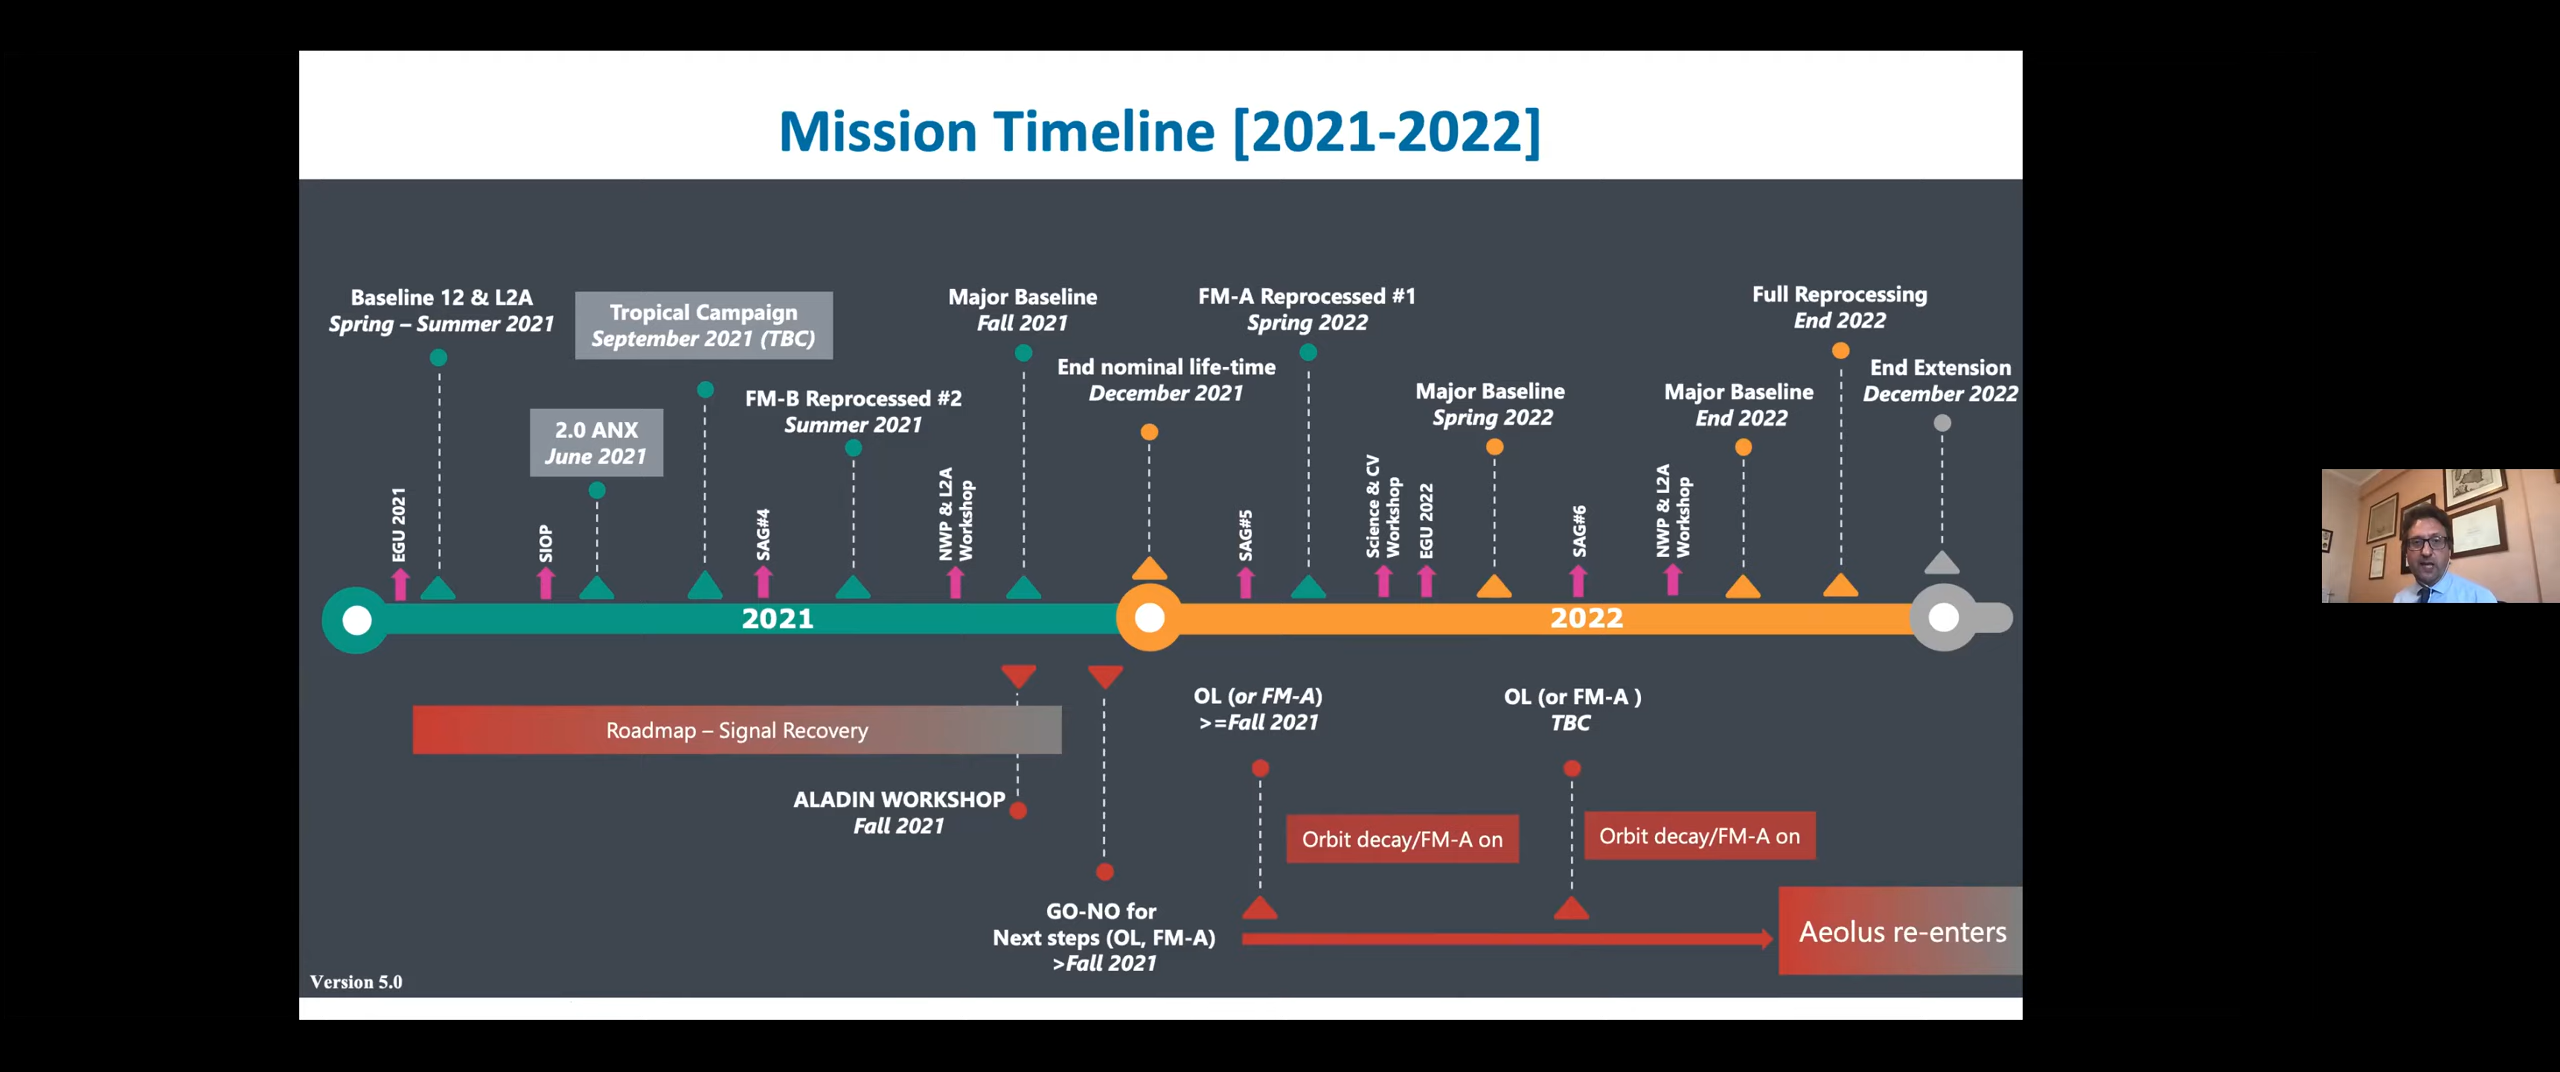 Mission Timeline [2021-2022]
Baseline 12 & L2A
Spring – Summer 2021
Tropical Campaign
September 2021 (TBC)
Major Baseline
Fall 2021
FM-A Reprocessed #1
Spring 2022
Full Reprocessing
End 2022
End nominal life-time
December 2021
End Extension
December 2022
FM-B Reprocessed #2
Summer 2021
Major Baseline
Spring 2022
Major Baseline
End 2022
2.0 ANX
June 2021
EGU 2021
SIOP
SAG#4
NWP & L2A
Workshop
SAG#5
Science & CV
Workshop
EGU 2022
SAG#6
NWP & L2A
Workshop
2021
2022
Roadmap – Signal Recovery
OL (or FM-A)
>=Fall 2021
OL (or FM-A )
TBC
ALADIN WORKSHOP
Fall 2021
Orbit decay/FM-A on
Orbit decay/FM-A on
GO-NO for
Next steps (OL, FM-A)
>Fall 2021
Aeolus re-enters
Version 5.0